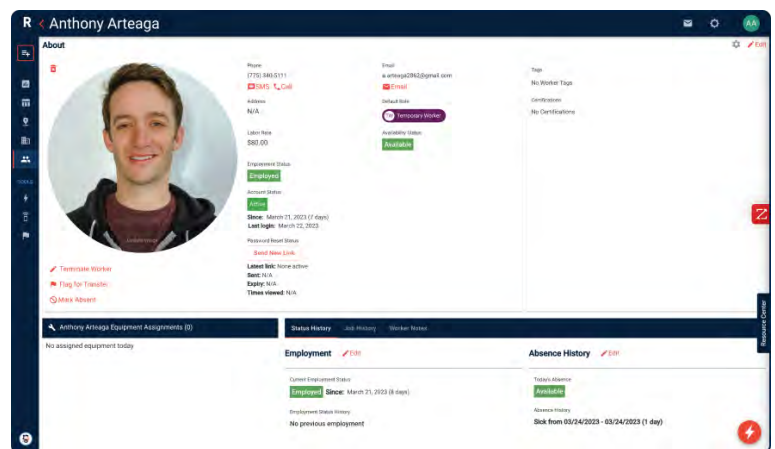 R < Anthony Arteaga
AA
About
Edit
Phone
SMS Call
Address
N/A
Labor Rate
$80.00
Employment Status
Employed
Account Status
Active
Since: March 21, 2023 (7 days)
Last login: March 22, 2023
Password Reset Status
Send New Link
Latest link: None active
Sent: N/A
Expiry: N/A
Times viewed: N/A
Email
Email
Default Role
TW Temporary Worker
Availability Status
Available
Tags
No Worker Tags
Certifications
No Certifications
Terminate Worker
Flag for Transfer
Mark Absent
TOOLS
Resource Center
Anthony Arteaga Equipment Assignments (0)
No assigned equipment today
Status History Job History Worker Notes
Employment Edit
Current Employment Status
Employed Since: March 21, 2023 (8 days)
Employment Status History
No previous employment
Absence History Edit
Today's Absence
Available
Absence History
Sick from 03/24/2023 - 03/24/2023 (1 day)